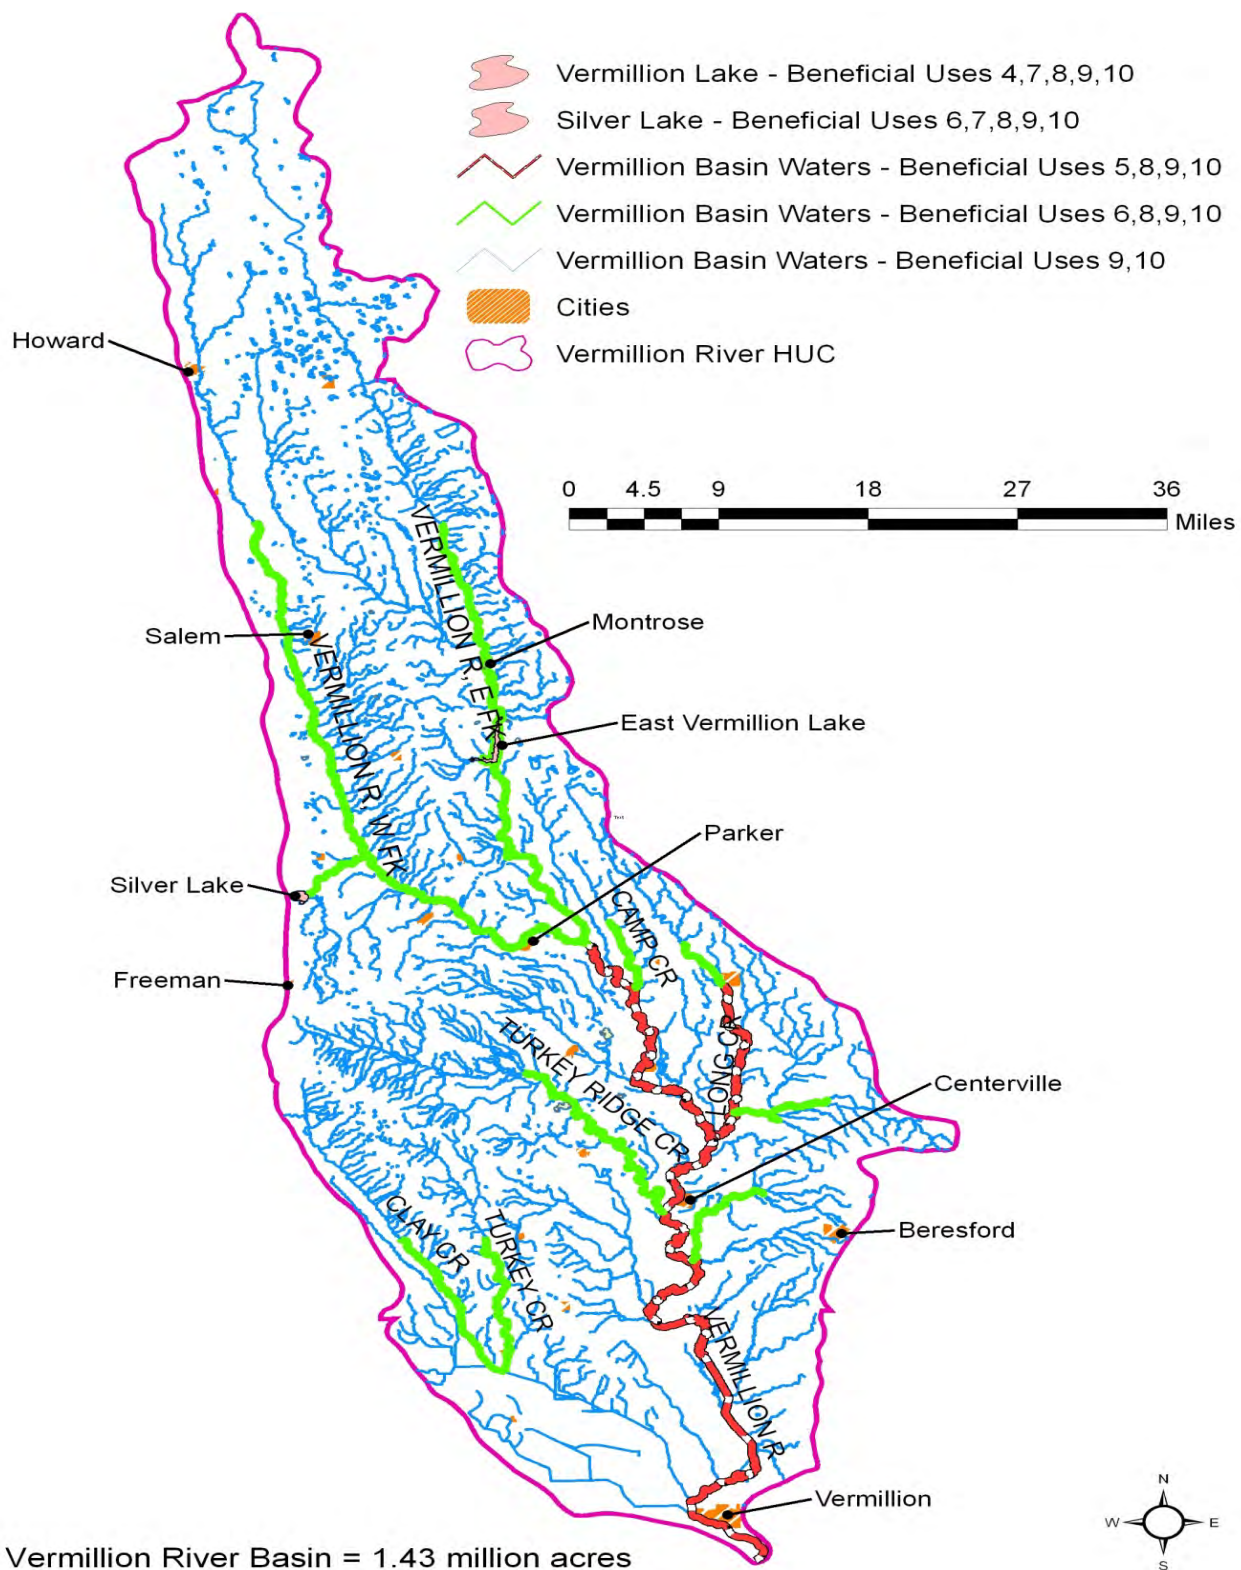 Vermillion Lake - Beneficial Uses 4,7,8,9,10
Silver Lake - Beneficial Uses 6,7,8,9,10
Vermillion Basin Waters - Beneficial Uses 5,8,9,10
Vermillion Basin Waters - Beneficial Uses 6,8,9,10
Vermillion Basin Waters - Beneficial Uses 9,10
Cities
Vermillion River HUC
Howard
0 4.5 9 18 27 36
Miles
VERMILLION R, E FK
Montrose
Salem
VERMILLION R, W FK
East Vermillion Lake
Parker
Silver Lake
CAMP CR
Freeman
LONG CR
TURKEY RIDGE CR
Centerville
CLAY CR
TURKEY CR
Beresford
VERMILLION R
Vermillion
N
W E
S
Vermillion River Basin = 1.43 million acres